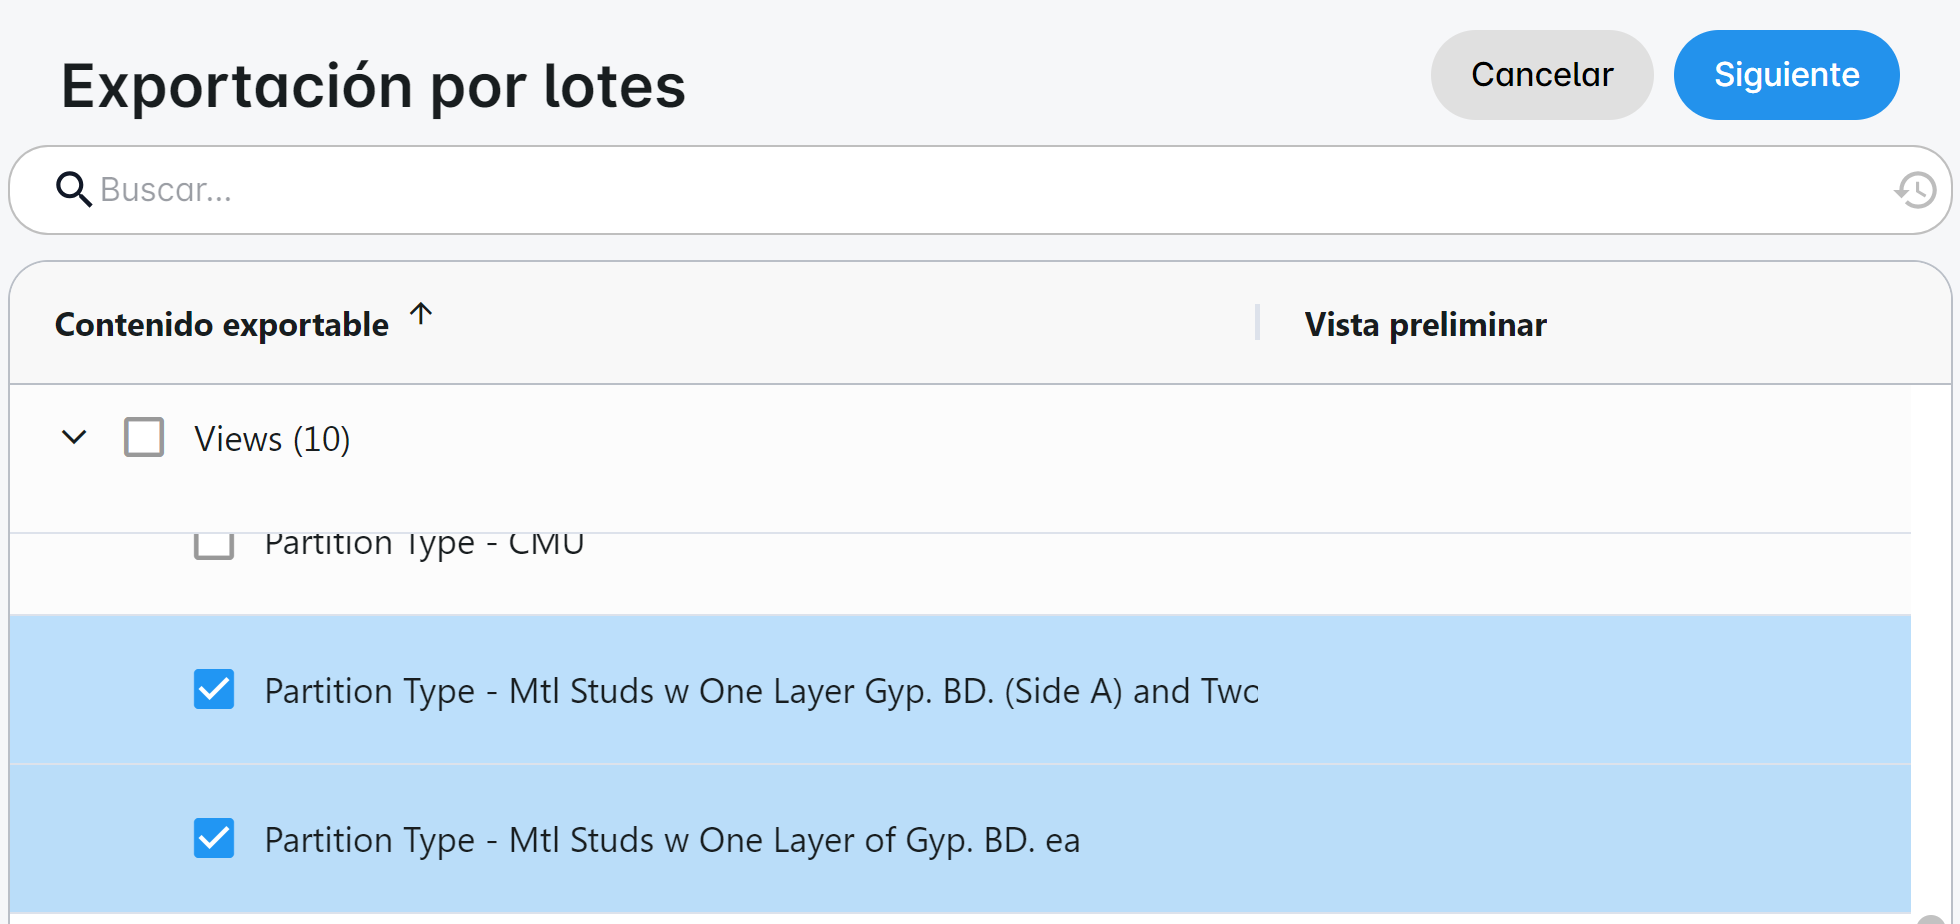 Exportación por lotes
Cancelar
Siguiente
Buscar...
Contenido exportable
Vista preliminar
Views (10)
Partition Type - CMU
Partition Type - Mtl Studs w One Layer Gyp. BD. (Side A) and Two
Partition Type - Mtl Studs w One Layer of Gyp. BD. ea